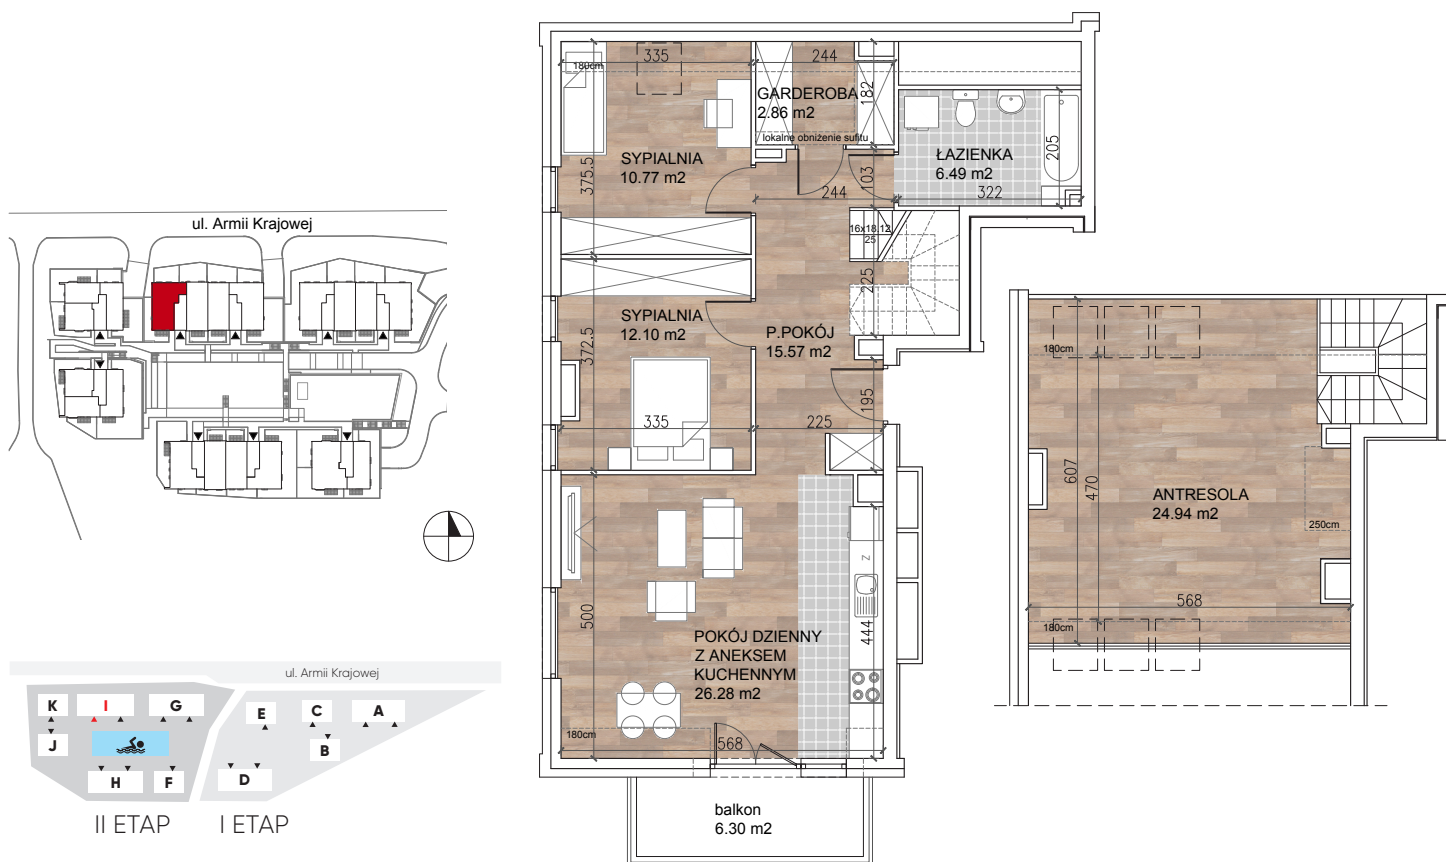 ul. Armii Krajowej
ul. Armii Krajowej
K
I
G
J
H
F
E
C
A
B
D
II ETAP
I ETAP
180cm
335
244
GARDEROBA
2.86 m2
182
lokalne obniżenie sufitu
SYPIALNIA
10.77 m2
375.5
ŁAZIENKA
6.49 m2
205
322
103
244
16x18,12
25
225
SYPIALNIA
12.10 m2
372.5
P.POKÓJ
15.57 m2
195
335
225
500
Z
444
POKÓJ DZIENNY
Z ANEKSEM
KUCHENNYM
26.28 m2
180cm
568
balkon
6.30 m2
180cm
607
470
ANTRESOLA
24.94 m2
250cm
568
180cm